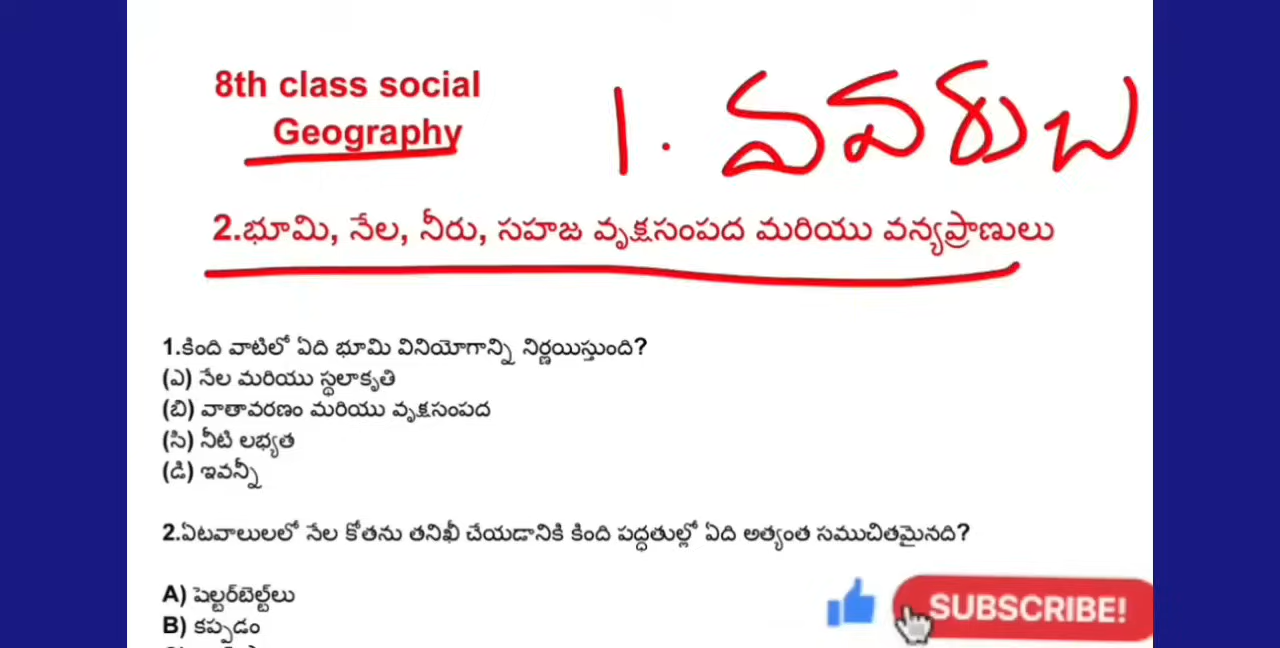 8th class social
Geography
1. వవరుబ
2.భూమి, నేల, నీరు, సహజ వృక్షసంపద మరియు వన్యప్రాణులు
1.కింది వాటిలో ఏది భూమి వినియోగాన్ని నిర్ణయిస్తుంది?
(ఎ) నేల మరియు స్థలాకృతి
(బి) వాతావరణం మరియు వృక్షసంపద
(సి) నీటి లభ్యత
(డి) ఇవన్నీ
2.ఏటవాలులలో నేల కోతను తనిఖీ చేయడానికి కింది పద్ధతుల్లో ఏది అత్యంత సముచితమైనది?
A) షెల్టర్‌బెల్ట్‌లు
B) కప్పడం
SUBSCRIBE!